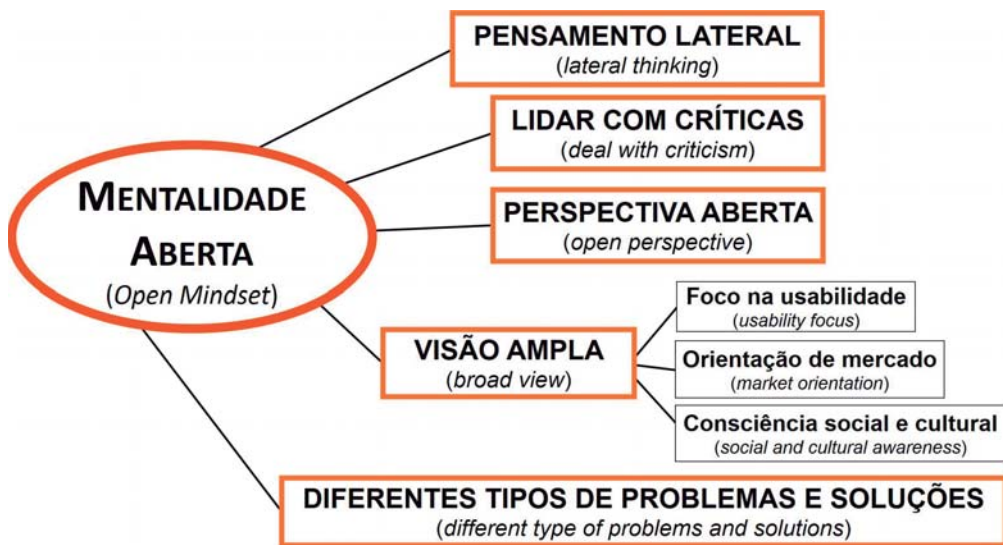 PENSAMENTO LATERAL
(lateral thinking)
LIDAR COM CRÍTICAS
(deal with criticism)
MENTALIDADE
ABERTA
(Open Mindset)
PERSPECTIVA ABERTA
(open perspective)
VISÃO AMPLA
(broad view)
Foco na usabilidade
(usability focus)
Orientação de mercado
(market orientation)
Consciência social e cultural
(social and cultural awareness)
DIFERENTES TIPOS DE PROBLEMAS E SOLUÇÕES
(different type of problems and solutions)